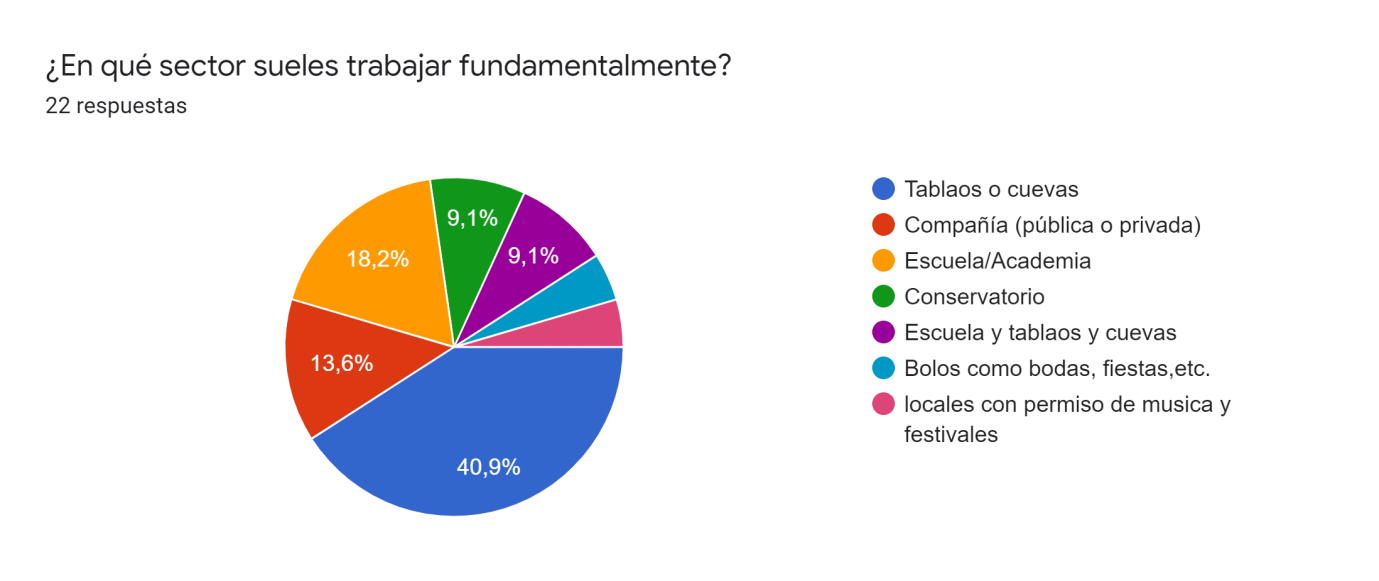 ¿En qué sector sueles trabajar fundamentalmente?
22 respuestas
9,1%
18,2%
9,1%
13,6%
40,9%
Tablaos o cuevas
Compañía (pública o privada)
Escuela/Academia
Conservatorio
Escuela y tablaos y cuevas
Bolos como bodas, fiestas,etc.
locales con permiso de musica y
festivales